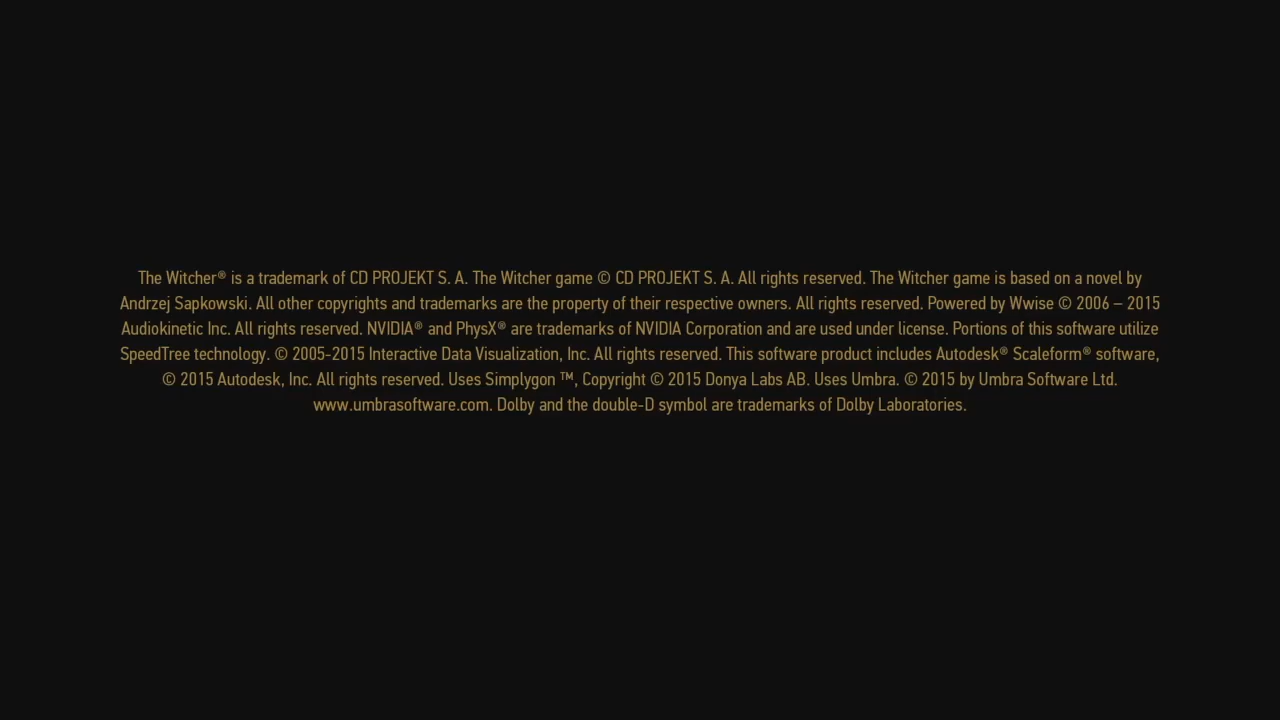 The Witcher® is a trademark of CD PROJEKT S. A. The Witcher game © CD PROJEKT S. A. All rights reserved. The Witcher game is based on a novel by
Andrzej Sapkowski. All other copyrights and trademarks are the property of their respective owners. All rights reserved. Powered by Wwise © 2006 – 2015
Audiokinetic Inc. All rights reserved. NVIDIA® and PhysX® are trademarks of NVIDIA Corporation and are used under license. Portions of this software utilize
SpeedTree technology. © 2005-2015 Interactive Data Visualization, Inc. All rights reserved. This software product includes Autodesk® Scaleform® software,
© 2015 Autodesk, Inc. All rights reserved. Uses Simplygon ™, Copyright © 2015 Donya Labs AB. Uses Umbra. © 2015 by Umbra Software Ltd.
www.umbrasoftware.com. Dolby and the double-D symbol are trademarks of Dolby Laboratories.